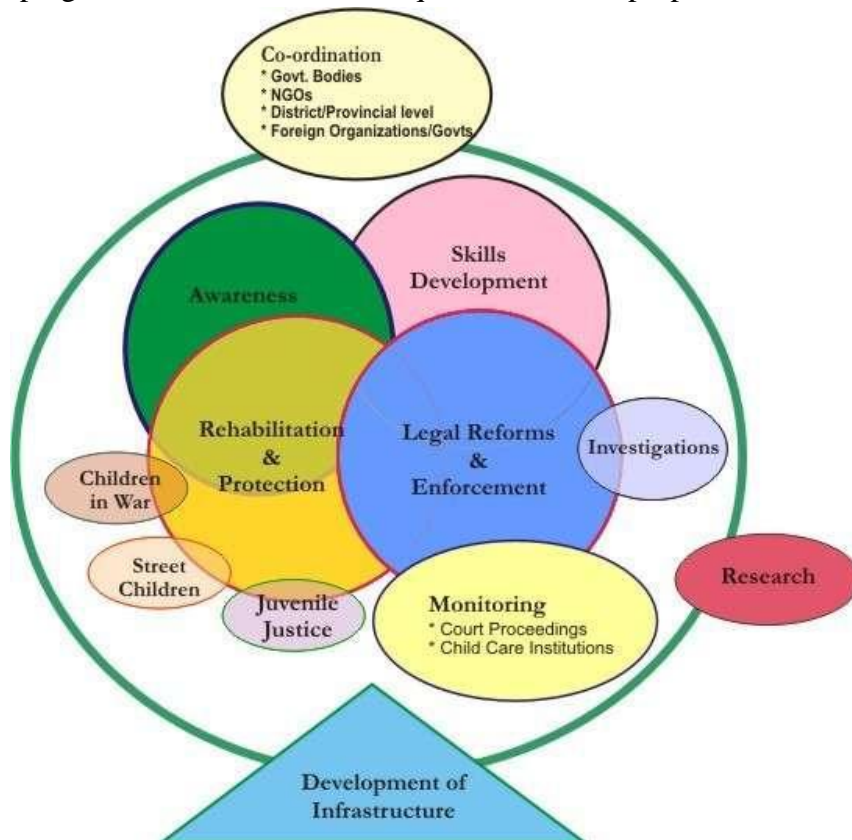 Co-ordination
* Govt. Bodies
* NGOs
* District/Provincial level
* Foreign Organizations/Govts
Skills
Development
Awareness
Rehabilitation
&
Protection
Legal Reforms
&
Enforcement
Investigations
Children
in War
Street
Children
Juvenile
Justice
Monitoring
* Court Proceedings
* Child Care Institutions
Research
Development of
Infrastructure